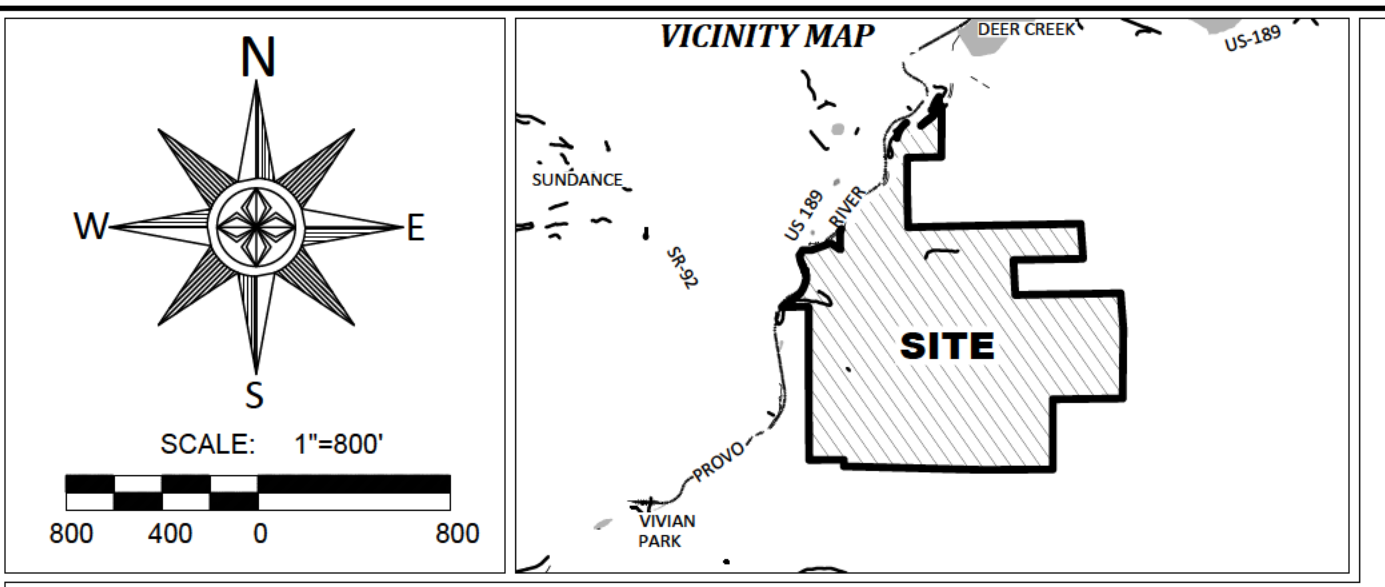 N
W
E
S
SCALE: 1"=800'
800 400 0 800
VICINITY MAP
DEER CREEK
US-189
SUNDANCE
US 189
RIVER
SR-92
SITE
PROVO
VIVIAN
PARK